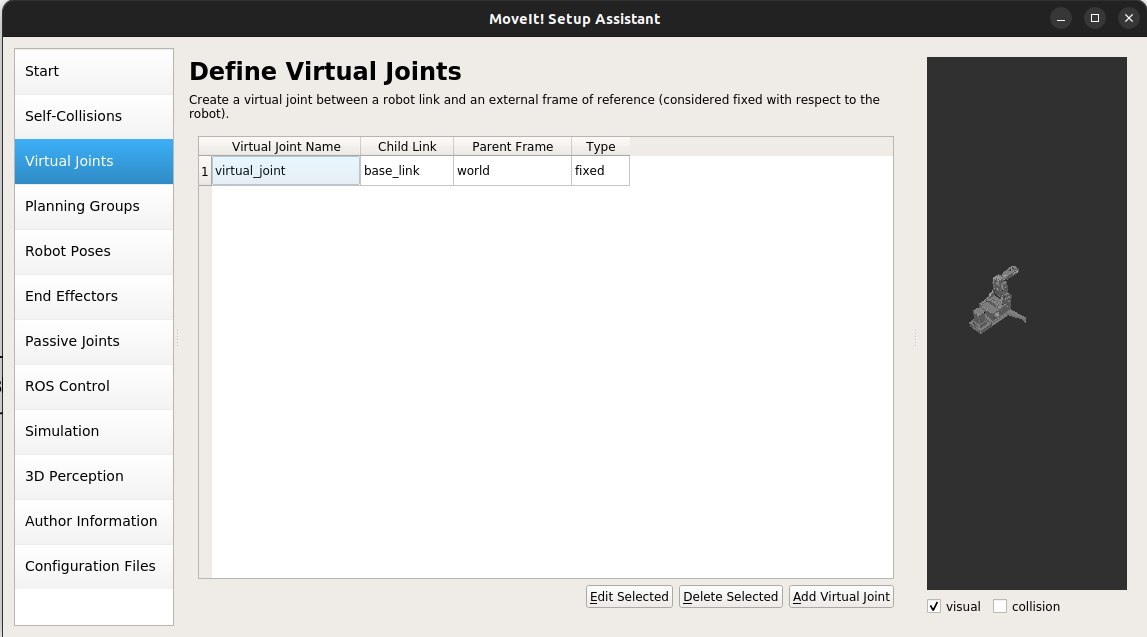 MoveIt! Setup Assistant
Start
Self-Collisions
Virtual Joints
Planning Groups
Robot Poses
End Effectors
Passive Joints
ROS Control
Simulation
3D Perception
Author Information
Configuration Files
Define Virtual Joints
Create a virtual joint between a robot link and an external frame of reference (considered fixed with respect to the
robot).
Virtual Joint Name Child Link Parent Frame Type
1 virtual_joint base_link world fixed
Edit Selected Delete Selected Add Virtual Joint
visual collision